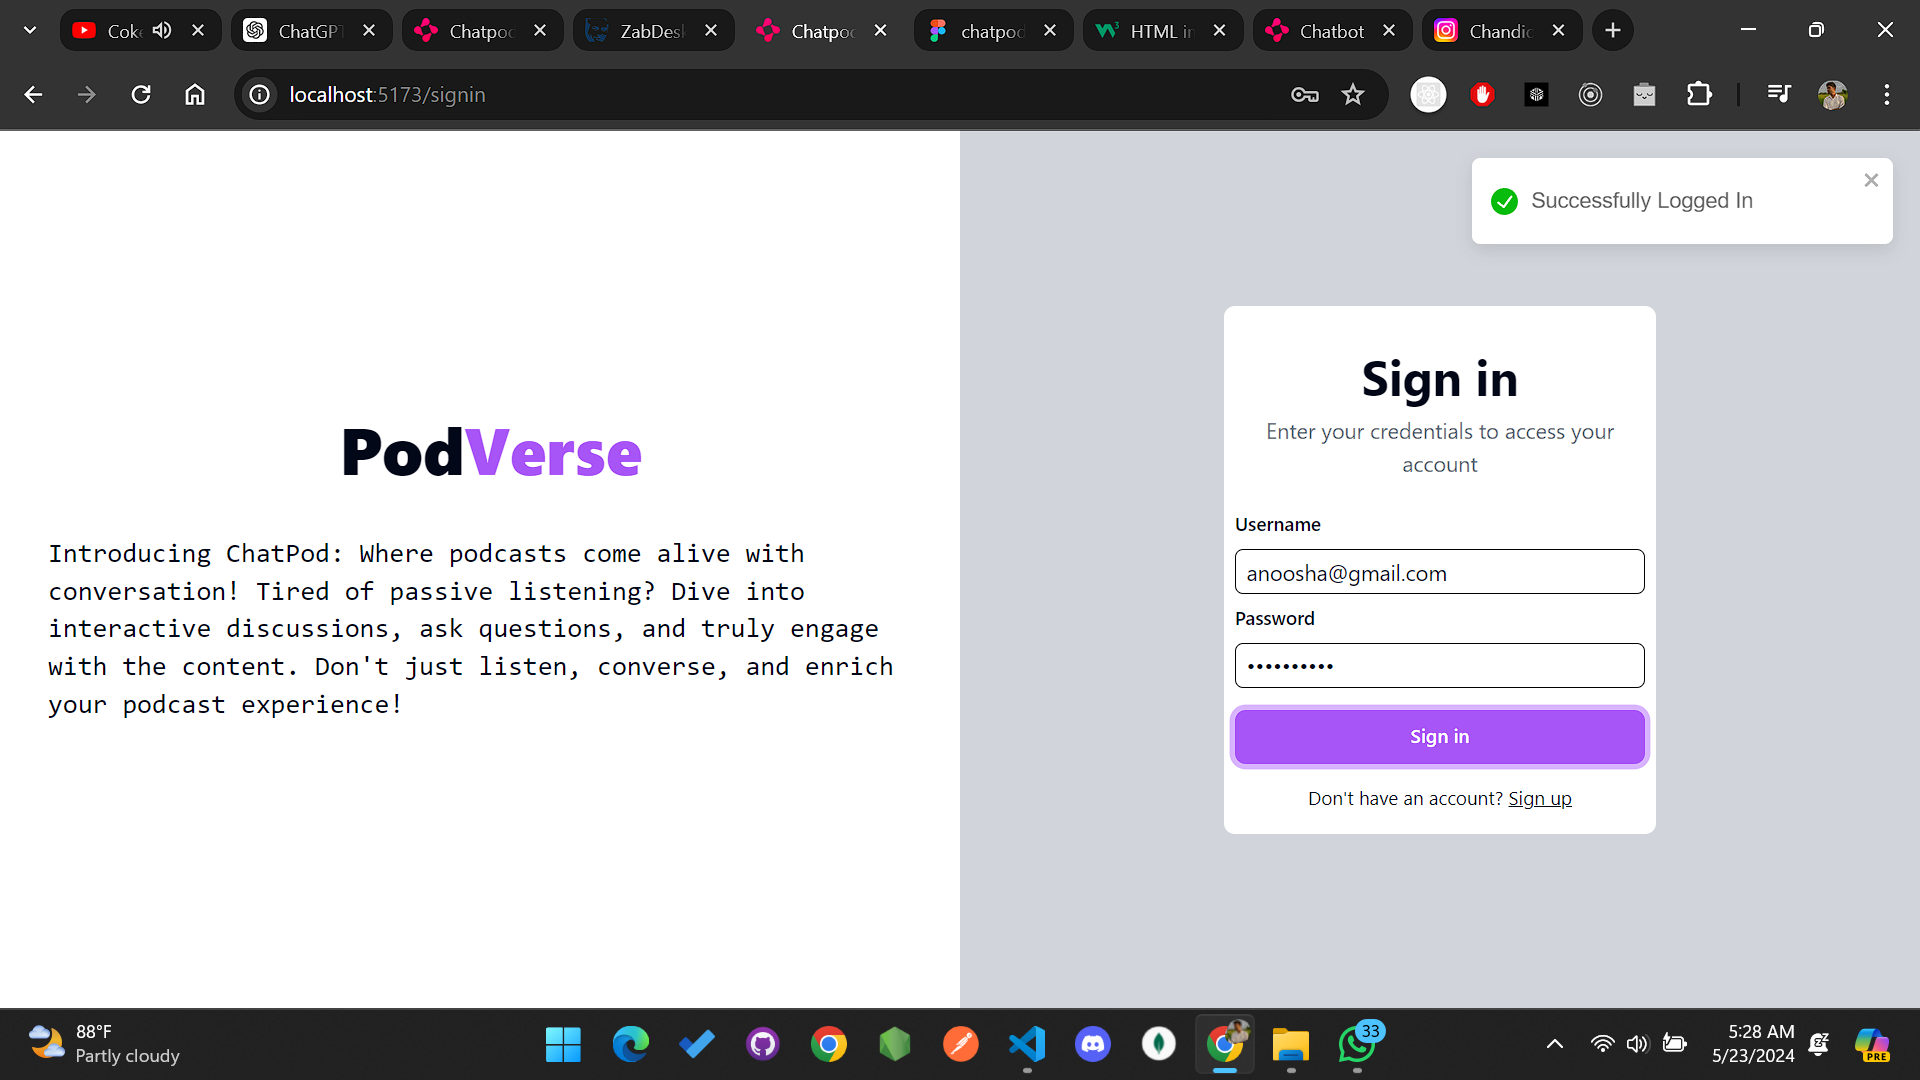 Coke
ChatGPT
Chatpod
ZabDesk
Chatpod
chatpod
HTML in
Chatbot
Chandio
localhost:5173/signin
Successfully Logged In
PodVerse
Introducing ChatPod: Where podcasts come alive with
conversation! Tired of passive listening? Dive into
interactive discussions, ask questions, and truly engage
with the content. Don't just listen, converse, and enrich
your podcast experience!
Sign in
Enter your credentials to access your
account
Username
anoosha@gmail.com
Password
••••••••••
Sign in
Don't have an account? Sign up
88°F
Partly cloudy
33
5:28 AM
5/23/2024
PRE